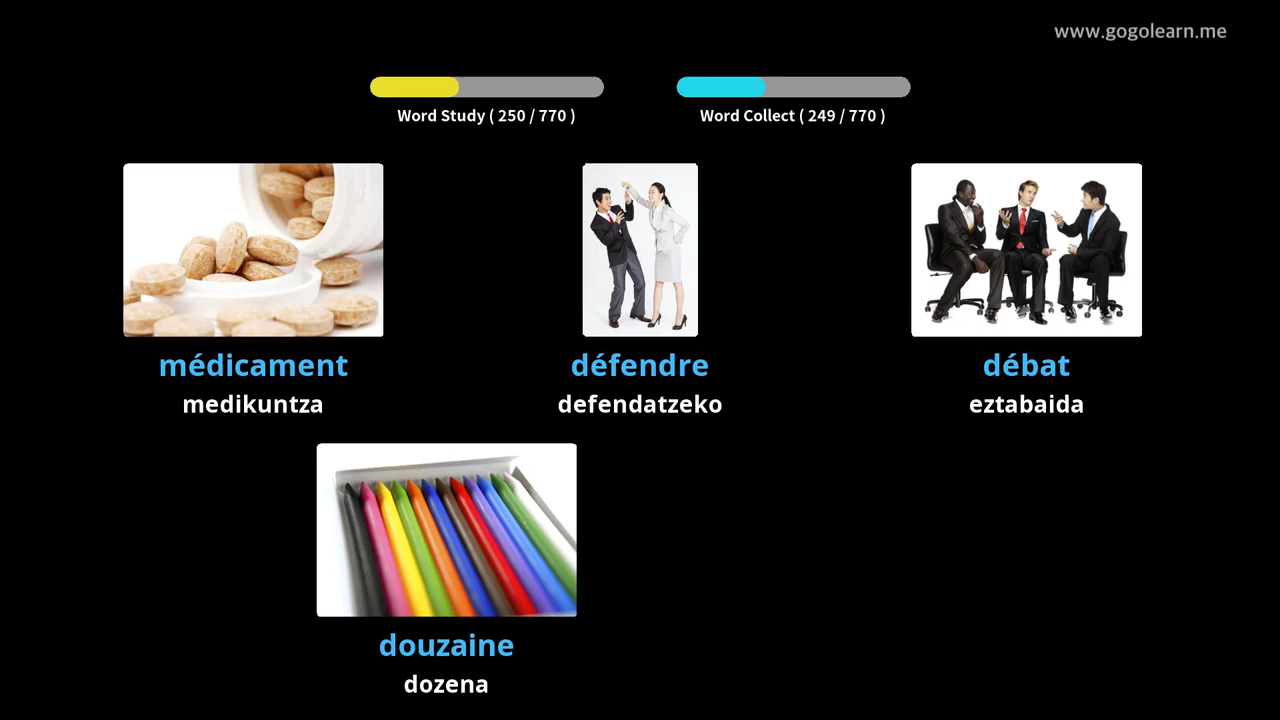 www.gogolearn.me
Word Study ( 250 / 770 )
Word Collect ( 249 / 770 )
médicament
medikuntza
défendre
defendatzeko
débat
eztabaida
douzaine
dozena